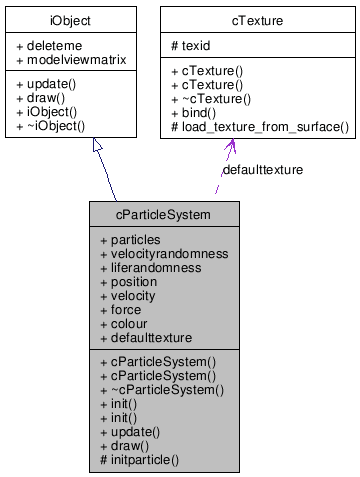 iObject
+ deleteme
+ modelviewmatrix
+ update()
+ draw()
+ iObject()
+ ~iObject()
cTexture
# texid
+ cTexture()
+ cTexture()
+ ~cTexture()
+ bind()
# load_texture_from_surface()
defaulttexture
cParticleSystem
+ particles
+ velocityrandomness
+ liferandomness
+ position
+ velocity
+ force
+ colour
+ defaulttexture
+ cParticleSystem()
+ cParticleSystem()
+ ~cParticleSystem()
+ init()
+ init()
+ update()
+ draw()
# initparticle()